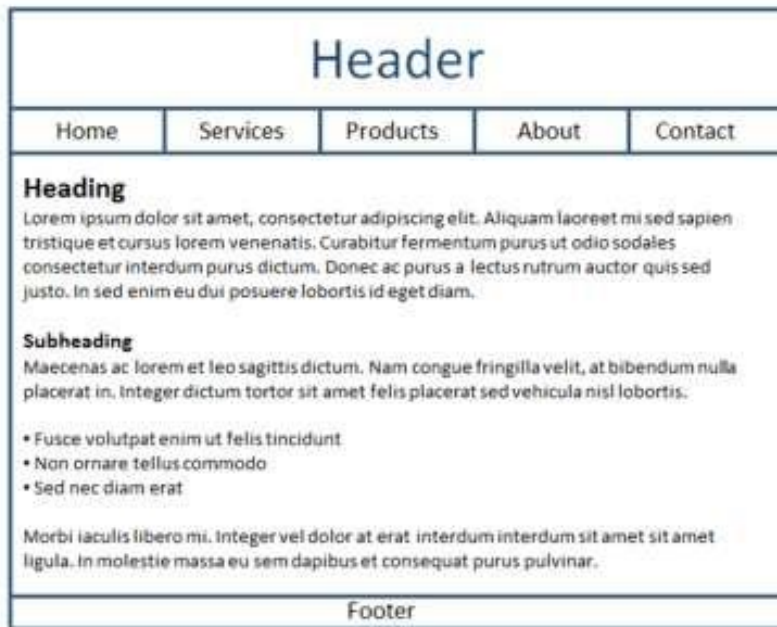 Header
Home Services Products About Contact
Heading
Lorem ipsum dolor sit amet, consectetur adipiscing elit. Aliquam laoreet mi sed sapien
tristique et cursus lorem venenatis. Curabitur fermentum purus ut odio sodales
consectetur interdum purus dictum. Donec ac purus a lectus rutrum auctor quis sed
justo. In sed enim eu dui posuere lobortis id eget diam.
Subheading
Maecenas ac lorem et leo sagittis dictum. Nam congue fringilla velit, at bibendum nulla
placerat in. Integer dictum tortor sit amet felis placerat sed vehicula nisl lobortis.
• Fusce volutpat enim ut felis tincidunt
• Non ornare tellus commodo
• Sed nec diam erat
Morbi iaculis libero mi. Integer vel dolor at erat interdum interdum sit amet sit amet
ligula. In molestie massa eu sem dapibus et consequat purus pulvinar.
Footer